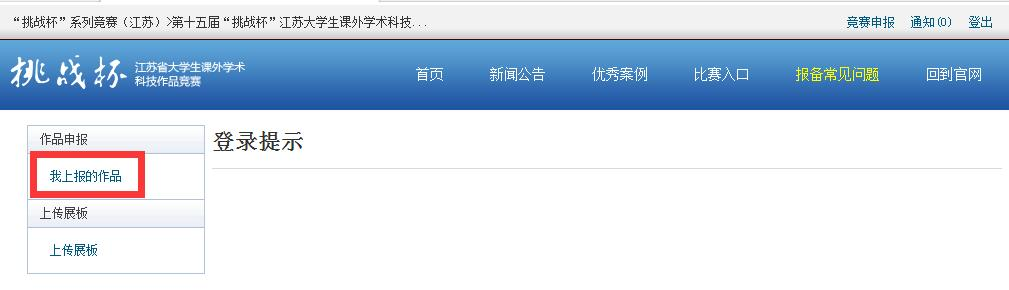 “挑战杯”系列竞赛（江苏）>第十五届“挑战杯”江苏大学生课外学术科技...
竞赛申报 通知(0) 登出
挑战杯 江苏省大学生课外学术
科技作品竞赛
首页 新闻公告 优秀案例 比赛入口 报备常见问题 回到官网
作品申报
登录提示
我上报的作品
上传展板
上传展板